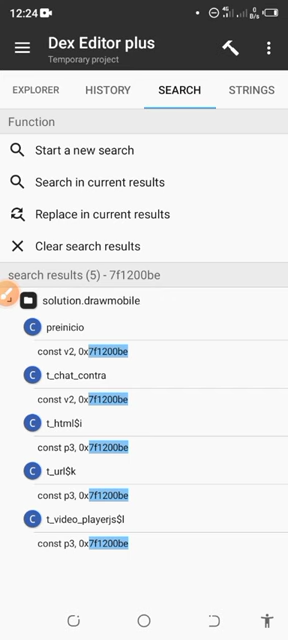 12:24
4G
0
B/s
Dex Editor plus
Temporary project
EXPLORER
HISTORY
SEARCH
STRINGS
Function
Start a new search
Search in current results
Replace in current results
Clear search results
search results (5) - 7f1200be
solution.drawmobile
C preinicio
const v2, 0x7f1200be
C t_chat_contra
const v2, 0x7f1200be
C t_html$i
const p3, 0x7f1200be
C t_url$k
const p3, 0x7f1200be
C t_video_playerjs$l
const p3, 0x7f1200be